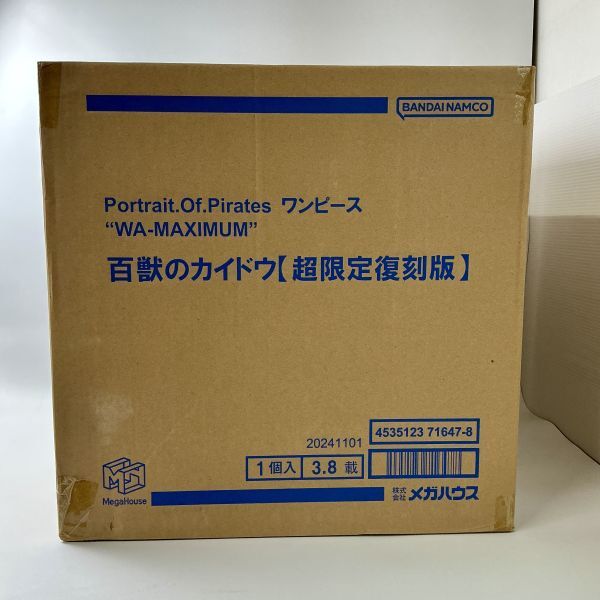 BANDAI NAMCO
Portrait.Of.Pirates ワンピース
“WA-MAXIMUM”
百獣のカイドウ【超限定復刻版】
20241101
4535123 71647-8
1個入 3.8 載
MegaHouse
株式会社 メガハウス